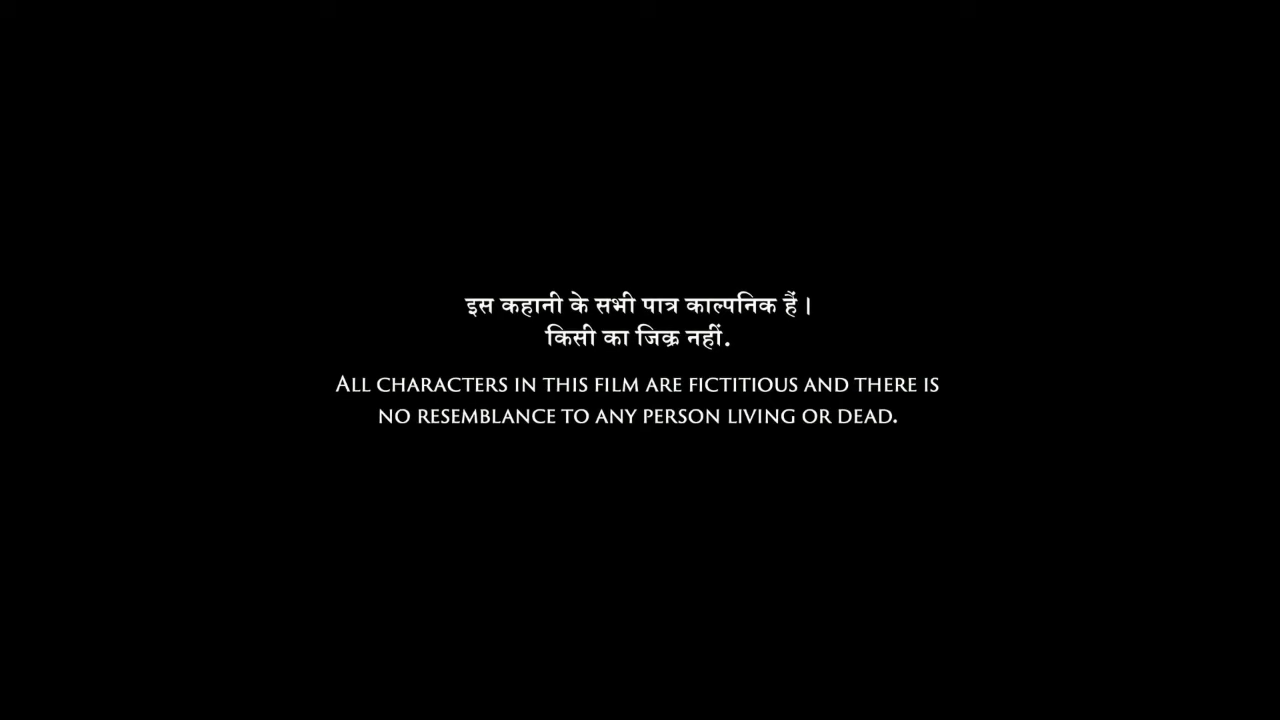 इस कहानी के सभी पात्र काल्पनिक हैं।
किसी का जिक्र नहीं.
ALL CHARACTERS IN THIS FILM ARE FICTITIOUS AND THERE IS
NO RESEMBLANCE TO ANY PERSON LIVING OR DEAD.